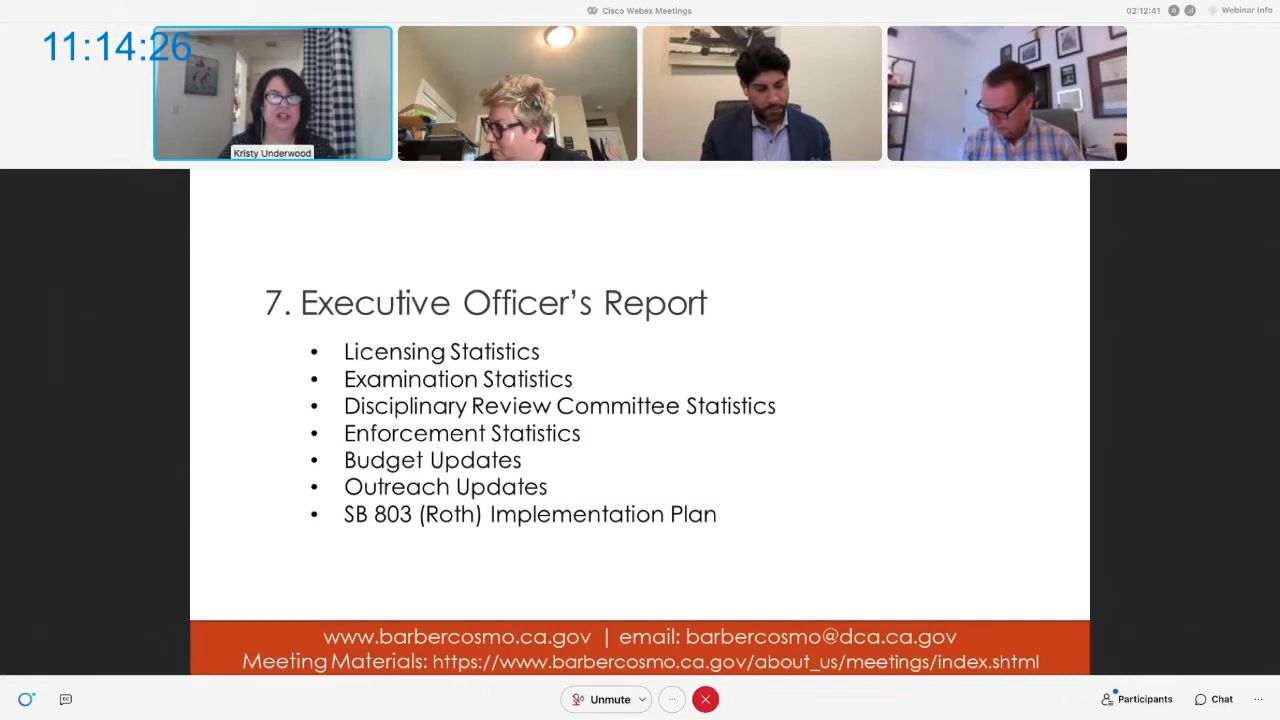 Cisco Webex Meetings
02:12:41
Webinar Info
11:14:26
Kristy Underwood
7. Executive Officer's Report
• Licensing Statistics
• Examination Statistics
• Disciplinary Review Committee Statistics
• Enforcement Statistics
• Budget Updates
• Outreach Updates
• SB 803 (Roth) Implementation Plan
www.barbercosmo.ca.gov | email: barbercosmo@dca.ca.gov
Meeting Materials: https://www.barbercosmo.ca.gov/about_us/meetings/index.shtml
Unmute
Participants
Chat